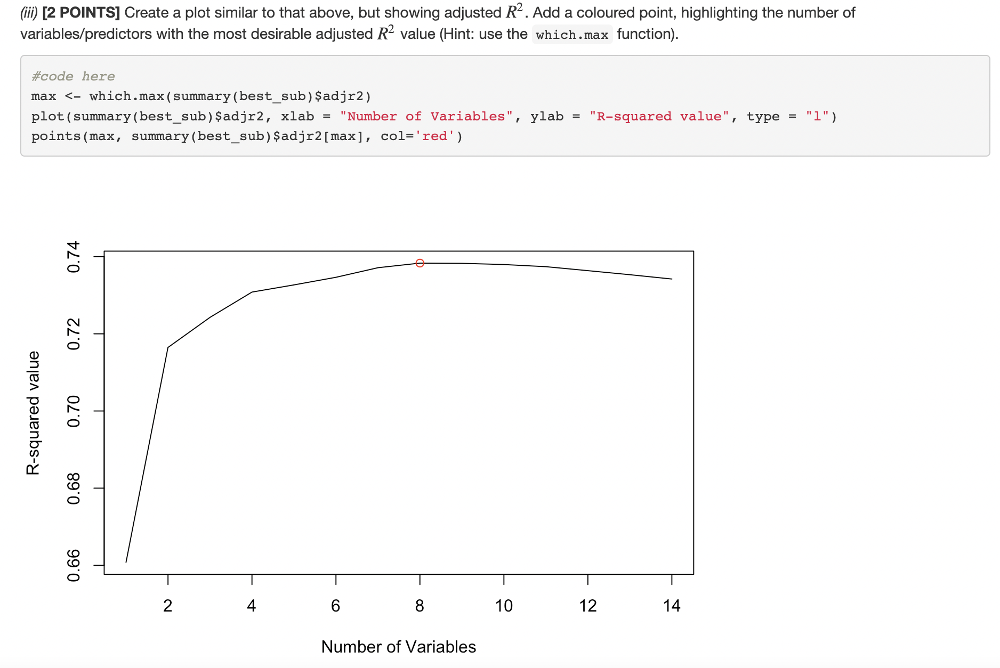 (iii) [2 POINTS] Create a plot similar to that above, but showing adjusted R². Add a coloured point, highlighting the number of
variables/predictors with the most desirable adjusted R² value (Hint: use the which.max function).
#code here
max <- which.max(summary(best_sub)$adjr2)
plot(summary(best_sub)$adjr2, xlab = "Number of Variables", ylab = "R-squared value", type = "l")
points(max, summary(best_sub)$adjr2[max], col='red')
0.74
0.72
0.70
0.68
0.66
R-squared value
2 4 6 8 10 12 14
Number of Variables